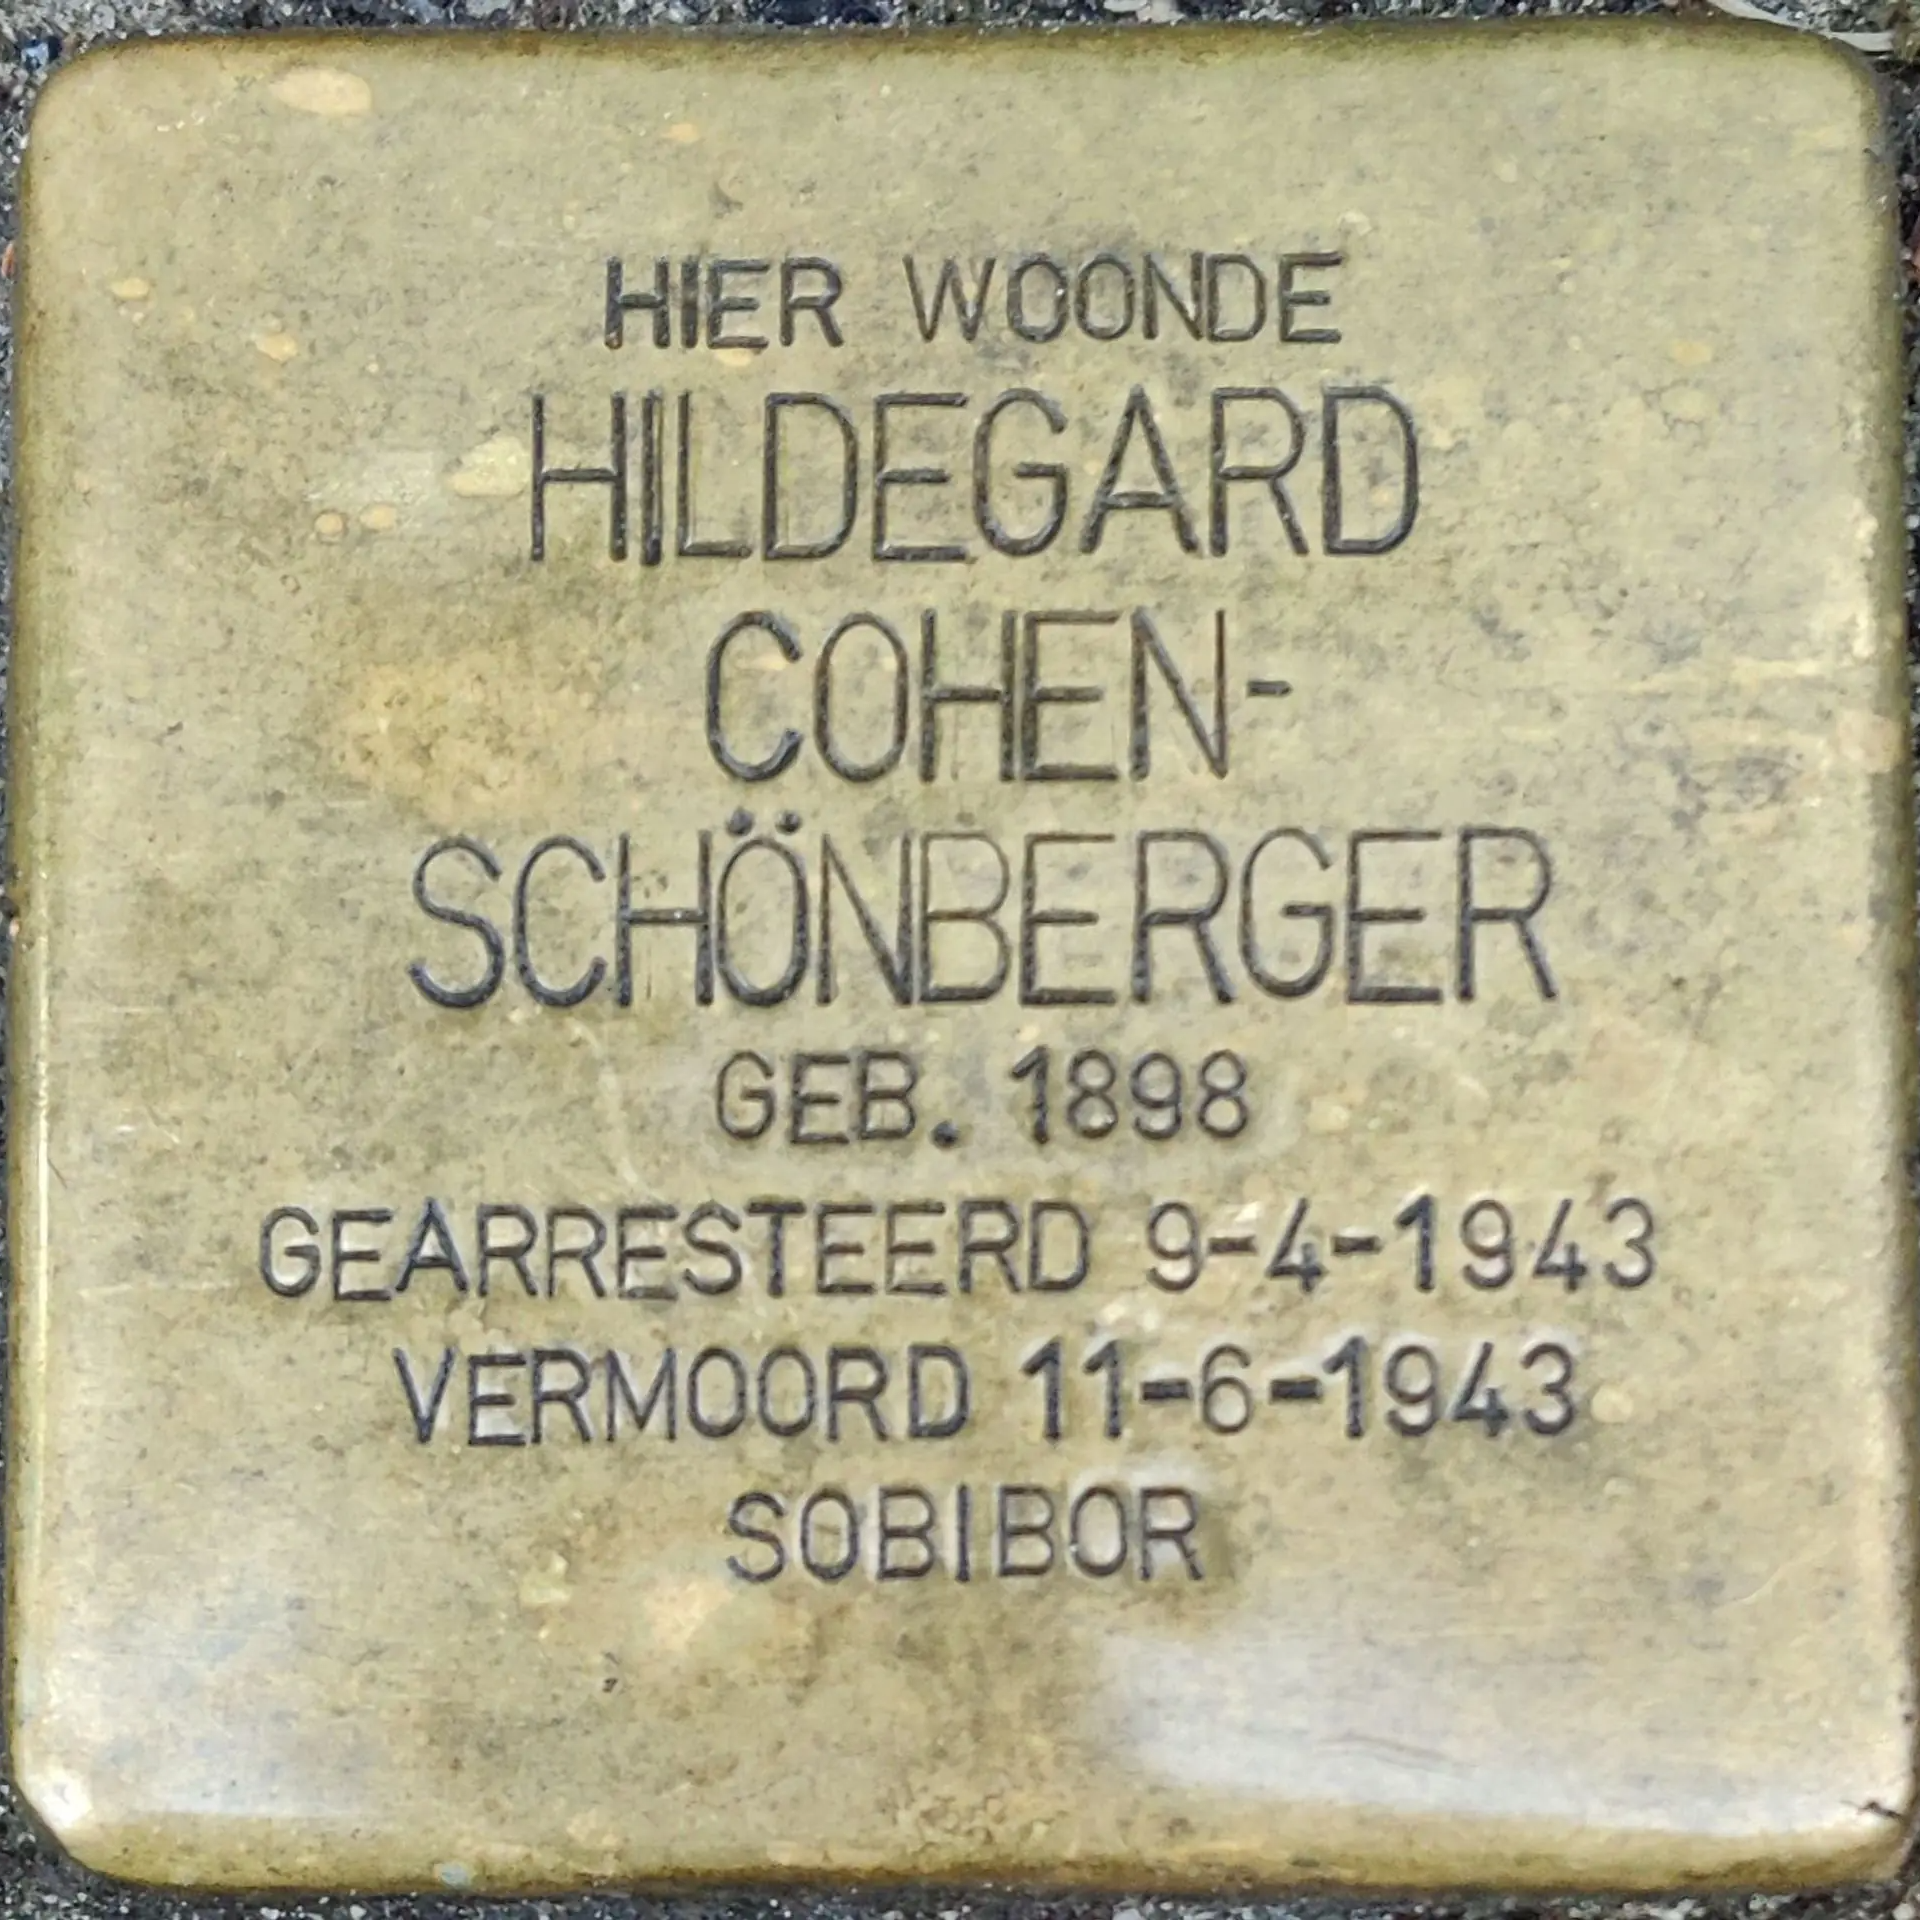 HIER WOONDE
HILDEGARD
COHEN-
SCHÖNBERGER
GEB. 1898
GEARRESTEERD 9-4-1943
VERMOORD 11-6-1943
SOBIBOR